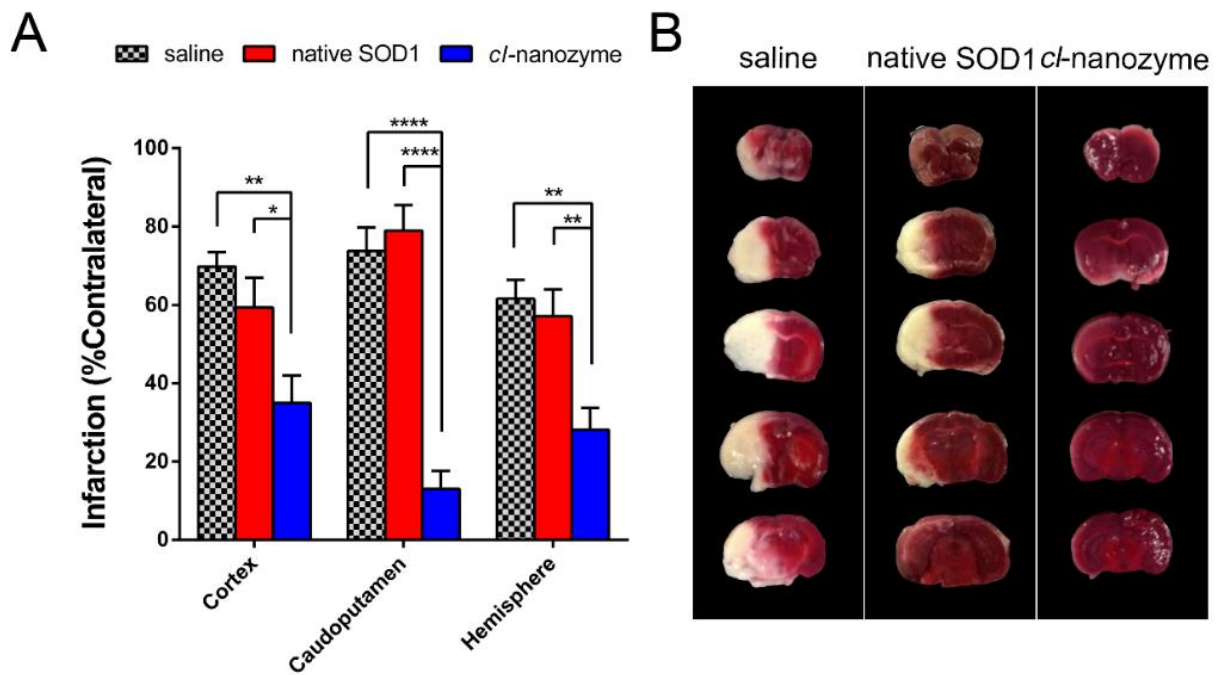 A
saline native SOD1 cl-nanozyme
Infarction (%Contralateral)
100
80
60
40
20
0
** *
**** ****
** **
Cortex
Caudoputamen
Hemisphere
B
saline native SOD1 cl-nanozyme